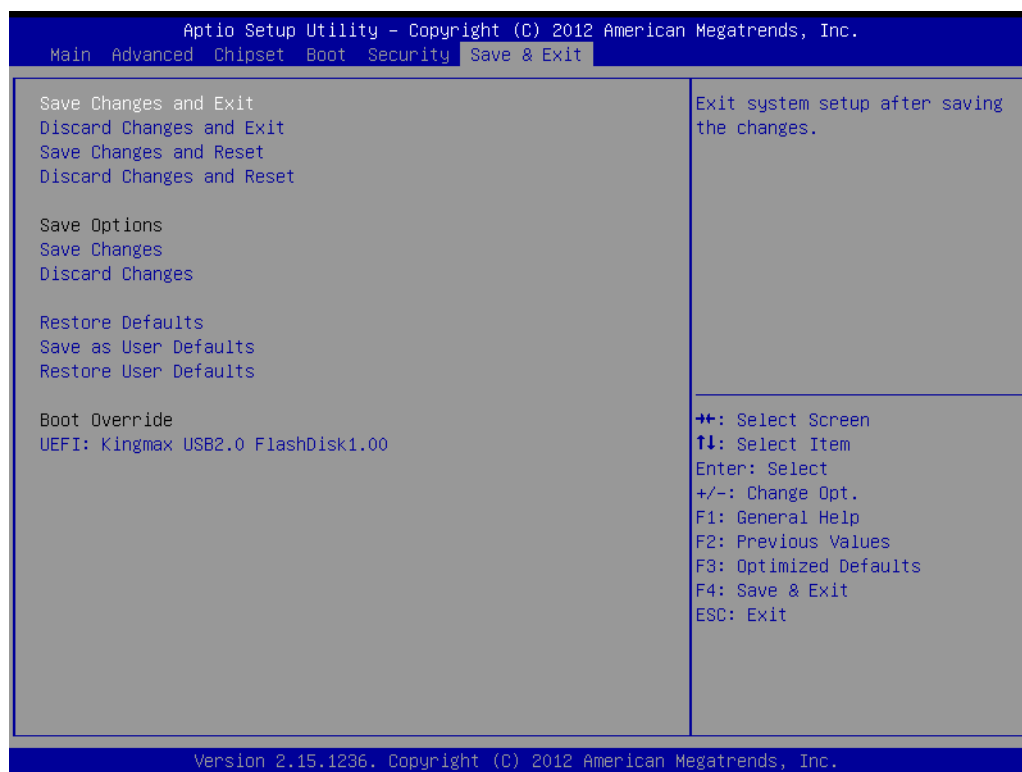 Aptio Setup Utility – Copyright (C) 2012 American Megatrends, Inc.
Main Advanced Chipset Boot Security Save & Exit
Save Changes and Exit
Discard Changes and Exit
Save Changes and Reset
Discard Changes and Reset
Save Options
Save Changes
Discard Changes
Restore Defaults
Save as User Defaults
Restore User Defaults
Boot Override
UEFI: Kingmax USB2.0 FlashDisk1.00
Exit system setup after saving
the changes.
→←: Select Screen
↑↓: Select Item
Enter: Select
+/-: Change Opt.
F1: General Help
F2: Previous Values
F3: Optimized Defaults
F4: Save & Exit
ESC: Exit
Version 2.15.1236. Copyright (C) 2012 American Megatrends, Inc.